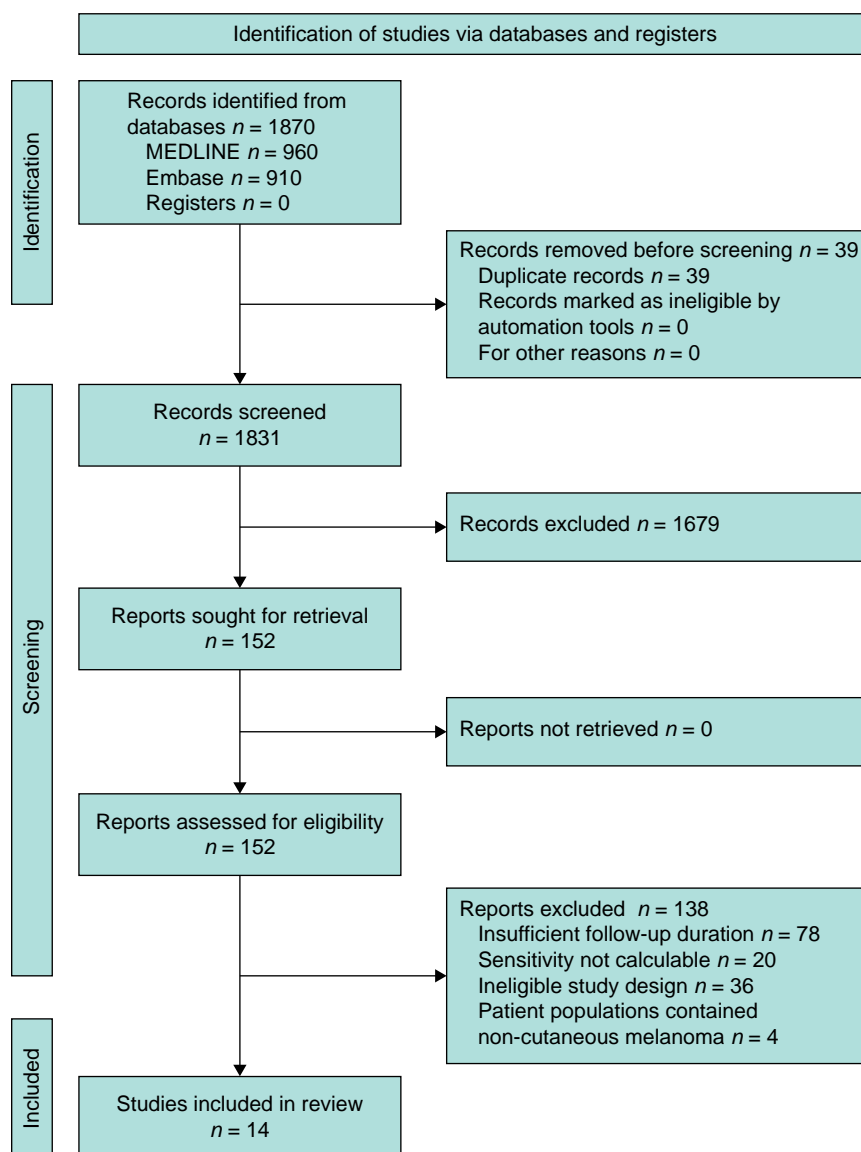 Identification of studies via databases and registers
Identification
Records identified from
databases n = 1870
MEDLINE n = 960
Embase n = 910
Registers n = 0
Records removed before screening n = 39
Duplicate records n = 39
Records marked as ineligible by
automation tools n = 0
For other reasons n = 0
Screening
Records screened
n = 1831
Records excluded n = 1679
Reports sought for retrieval
n = 152
Reports not retrieved n = 0
Reports assessed for eligibility
n = 152
Reports excluded n = 138
Insufficient follow-up duration n = 78
Sensitivity not calculable n = 20
Ineligible study design n = 36
Patient populations contained
non-cutaneous melanoma n = 4
Included
Studies included in review
n = 14